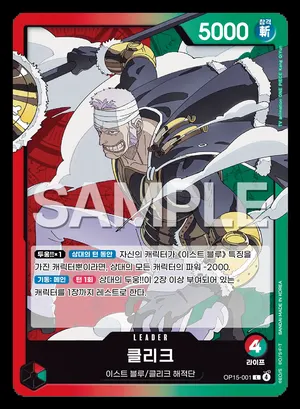 5000
참격
斬
SAMPLE
두웅!!×1 상대의 턴 동안 자신의 캐릭터가 《이스트 블루》 특징을
가진 캐릭터뿐이라면, 상대의 모든 캐릭터의 파워 -2000.
기동: 메인 턴 1회 상대의 두웅!!이 2장 이상 부여되어 있는
캐릭터를 1장까지 레스트로 한다.
LEADER
클리크
이스트 블루/클리크 해적단
4
라이프
OP15-001 L